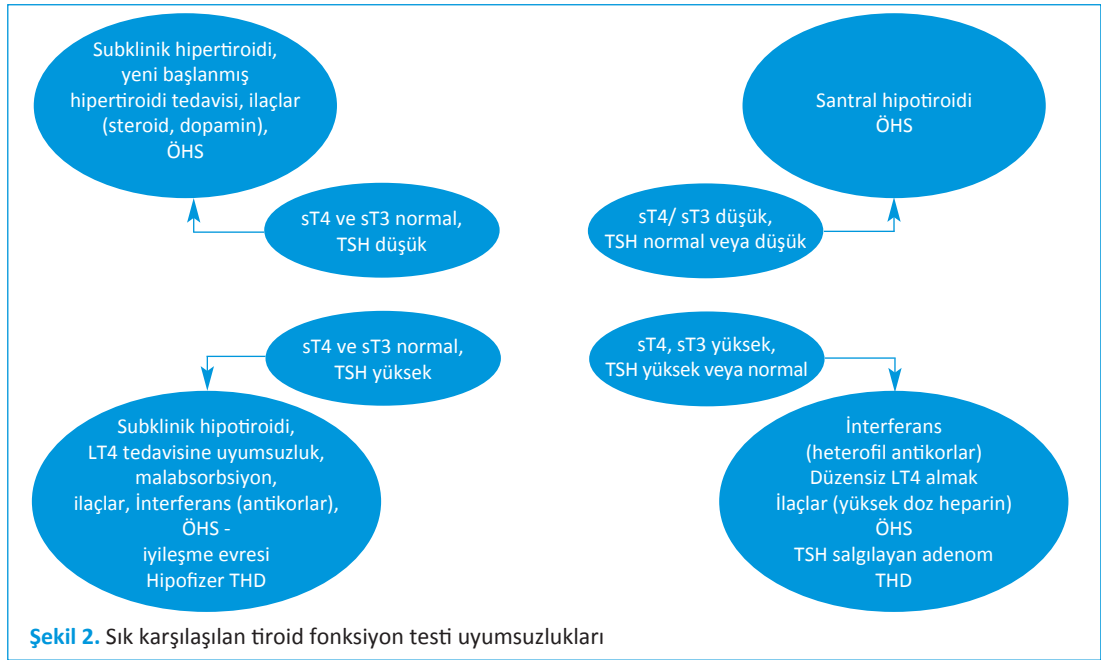 Subklinik hipertiroidi,
yeni başlanmış
hipertiroidi tedavisi, ilaçlar
(steroid, dopamin),
ÖHS
Santral hipotiroidi
ÖHS
sT4 ve sT3 normal,
TSH düşük
sT4/ sT3 düşük,
TSH normal veya düşük
sT4 ve sT3 normal,
TSH yüksek
sT4, sT3 yüksek,
TSH yüksek veya normal
Subklinik hipotiroidi,
LT4 tedavisine uyumsuzluk,
malabsorbsiyon,
ilaçlar, İnterferans (antikorlar),
ÖHS -
iyileşme evresi
Hipofizer THD
İnterferans
(heterofil antikorlar)
Düzensiz LT4 almak
İlaçlar (yüksek doz heparin)
ÖHS
TSH salgılayan adenom
THD
Şekil 2. Sık karşılaşılan tiroid fonksiyon testi uyumsuzlukları